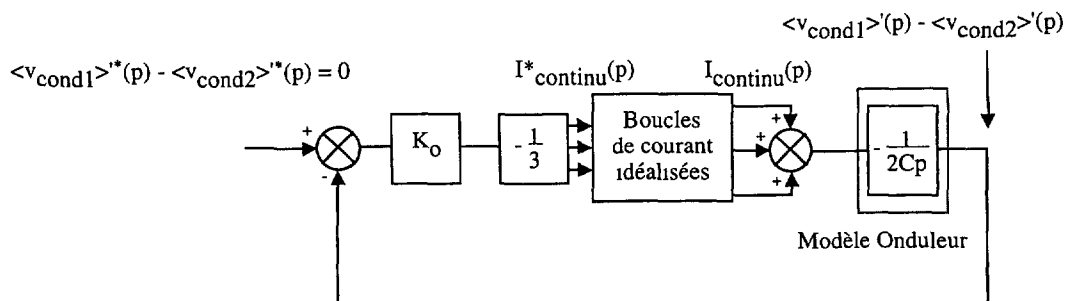 <v_cond1>'(p) - <v_cond2>'(p)
<v_cond1>'*(p) - <v_cond2>'*(p) = 0
I*_continu(p)
I_continu(p)
+
-
K_o
-1/3
Boucles
de courant
idéalisées
+
+
+
-1/2Cp
Modèle Onduleur